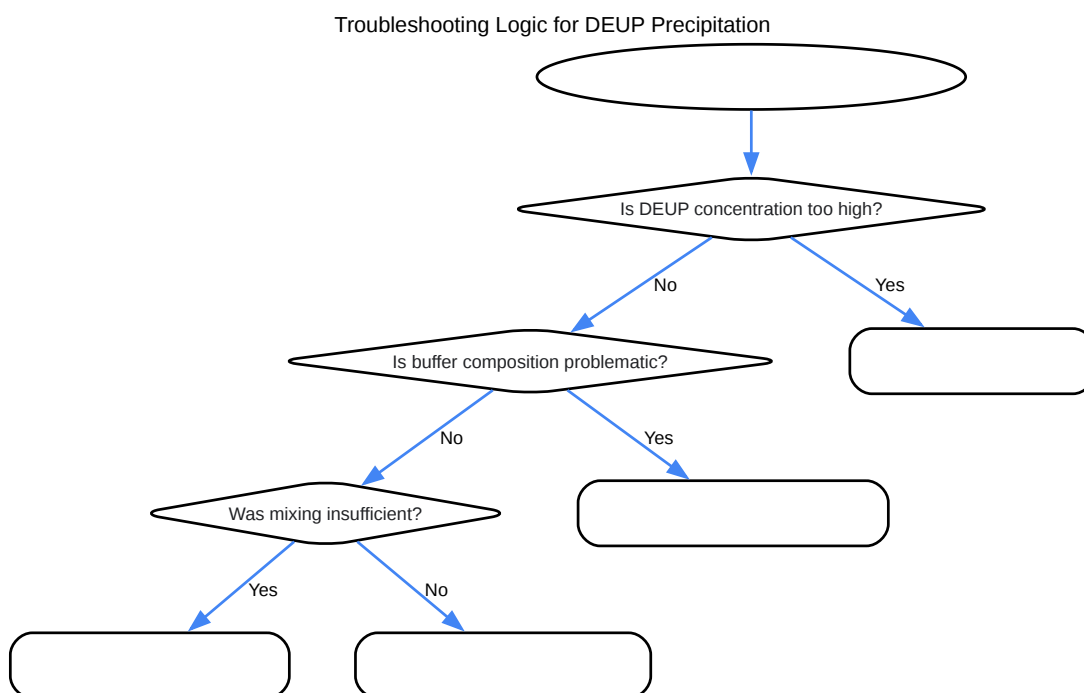 Troubleshooting Logic for DEUP Precipitation
Is DEUP concentration too high?
No
Yes
Is buffer composition problematic?
No
Yes
Was mixing insufficient?
Yes
No